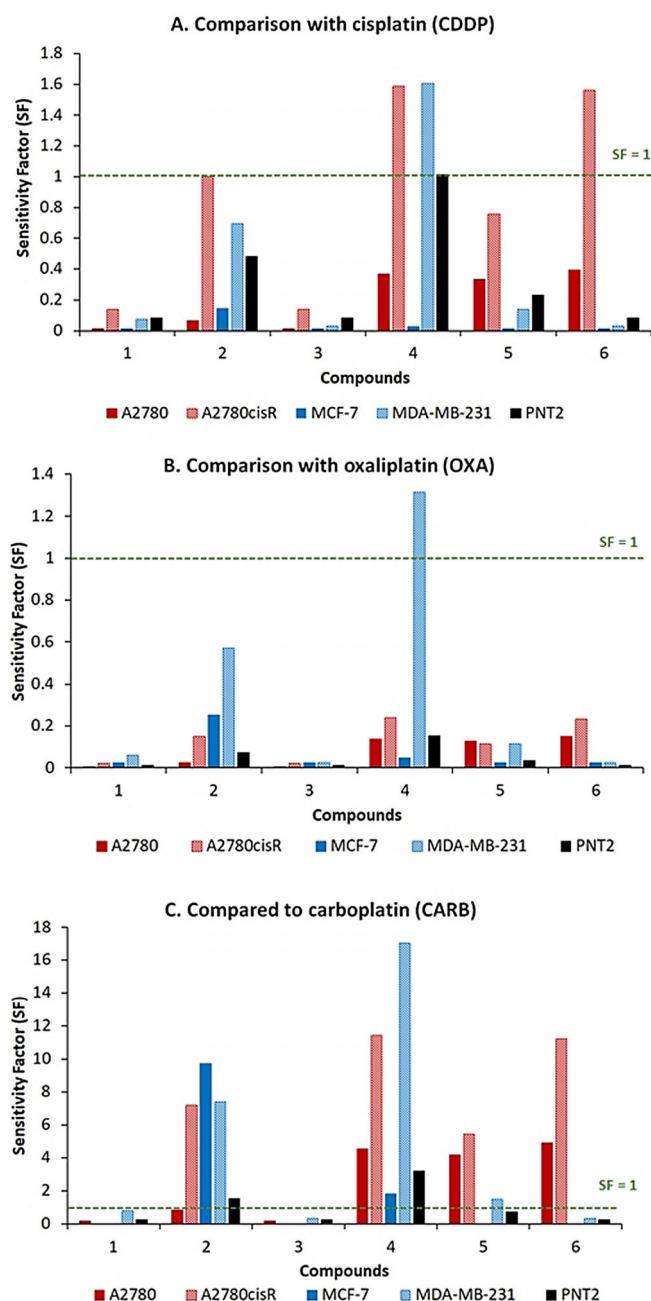 A. Comparison with cisplatin (CDDP)
Sensitivity Factor (SF)
1.8
1.6
1.4
1.2
1
0.8
0.6
0.4
0.2
0
SF = 1
1 2 3 4 5 6
Compounds
A2780 A2780cisR MCF-7 MDA-MB-231 PNT2
B. Comparison with oxaliplatin (OXA)
Sensitivity Factor (SF)
1.4
1.2
1
0.8
0.6
0.4
0.2
0
SF = 1
1 2 3 4 5 6
Compounds
A2780 A2780cisR MCF-7 MDA-MB-231 PNT2
C. Compared to carboplatin (CARB)
Sensitivity Factor (SF)
18
16
14
12
10
8
6
4
2
0
SF = 1
1 2 3 4 5 6
Compounds
A2780 A2780cisR MCF-7 MDA-MB-231 PNT2